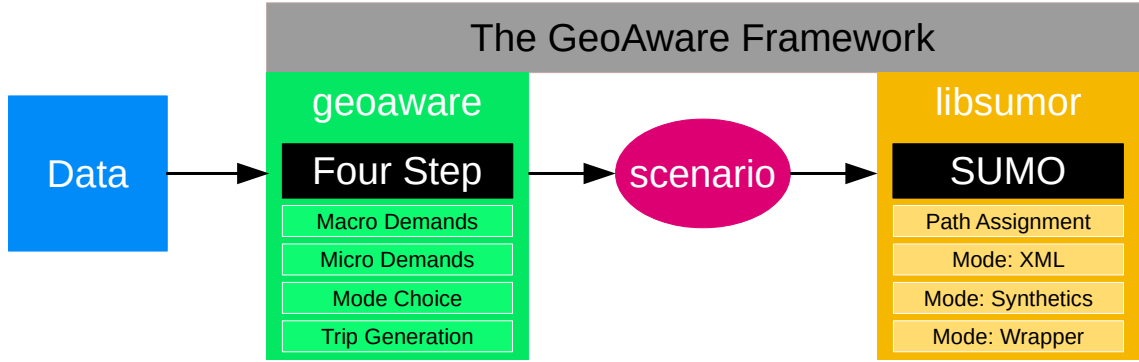 The GeoAware Framework
Data
geoaware
Four Step
Macro Demands
Micro Demands
Mode Choice
Trip Generation
scenario
libsumor
SUMO
Path Assignment
Mode: XML
Mode: Synthetics
Mode: Wrapper